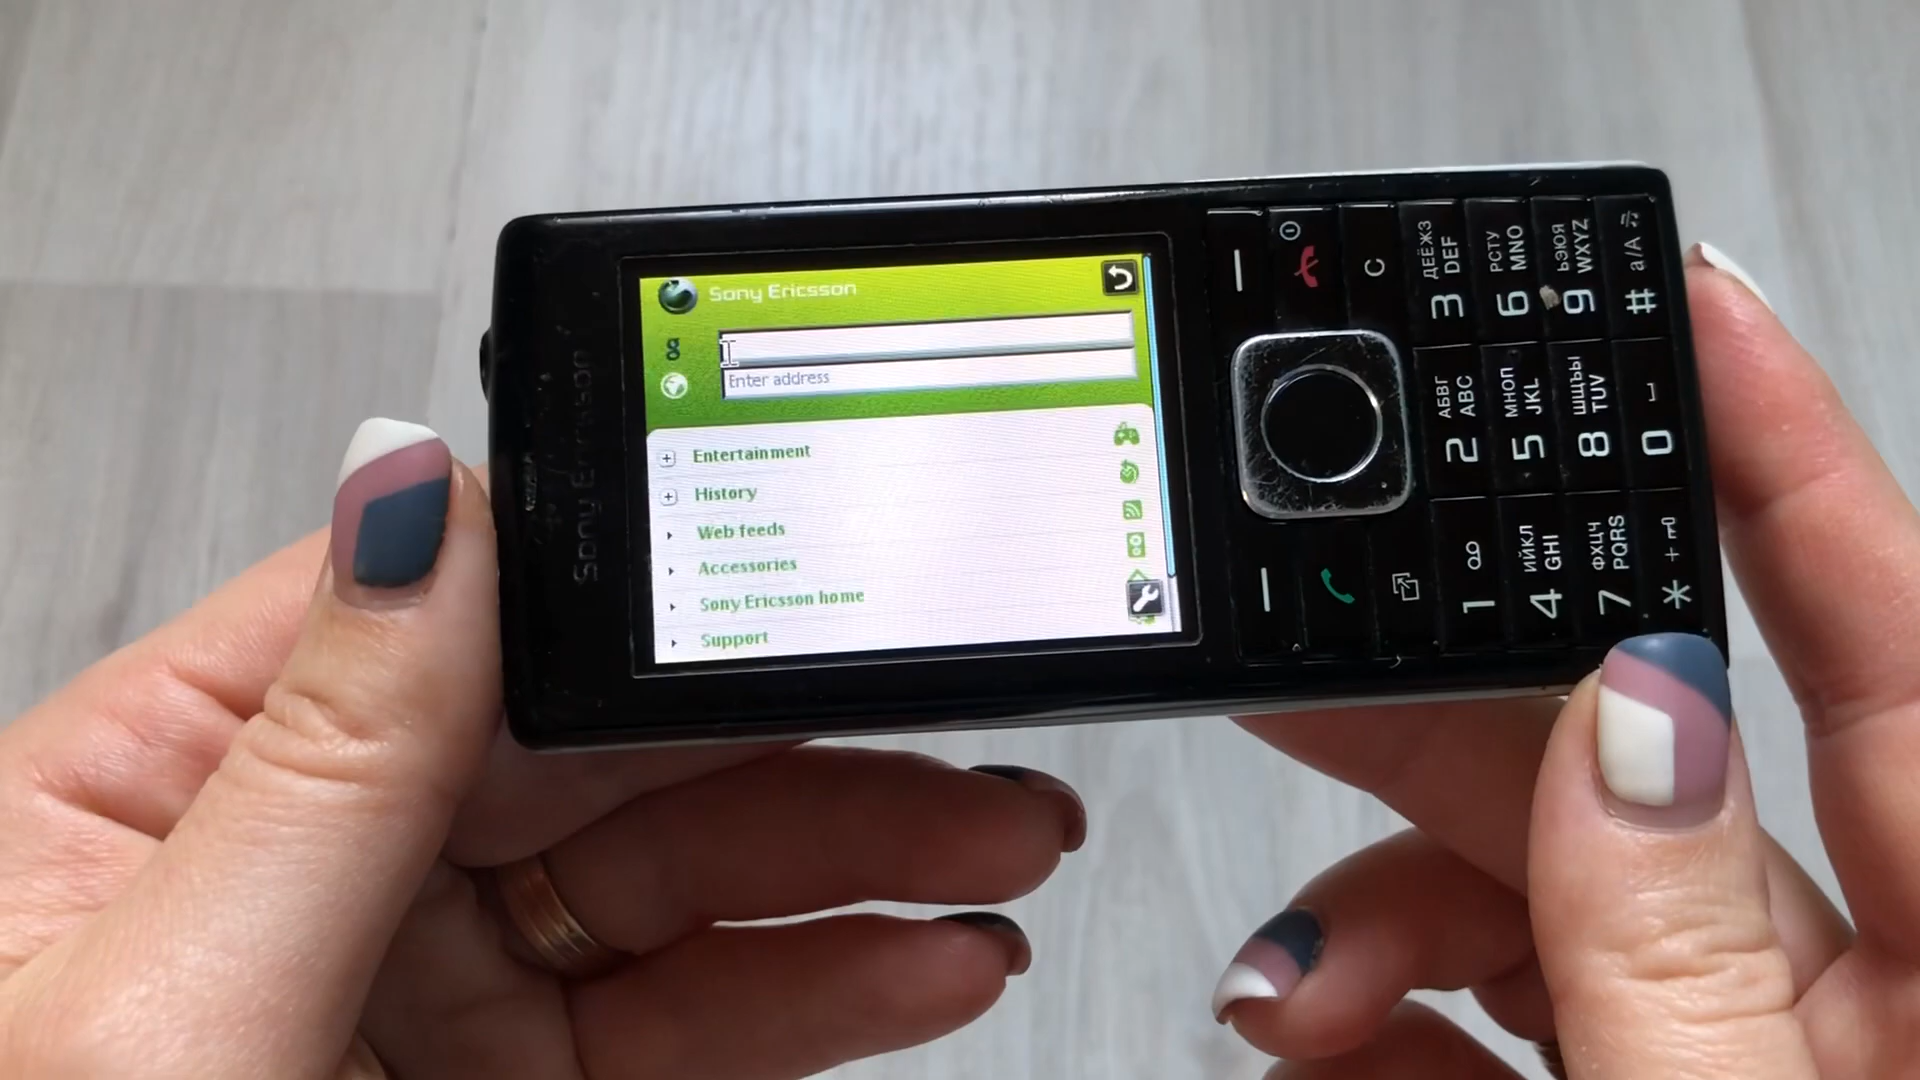 Sony Ericsson
Sony Ericsson
Enter address
Entertainment
History
Web feeds
Accessories
Sony Ericsson home
Support
C
1
АБВГ
2 ABC
ДЕЁЖЗ
3 DEF
ИЙКЛ
4 GHI
МНОП
5 JKL
РСТУ
6 MNO
ФХЦЧ
7 PQRS
ШЩЪЫ
8 TUV
ЬЭЮЯ
9 WXYZ
* +
0
# a/A